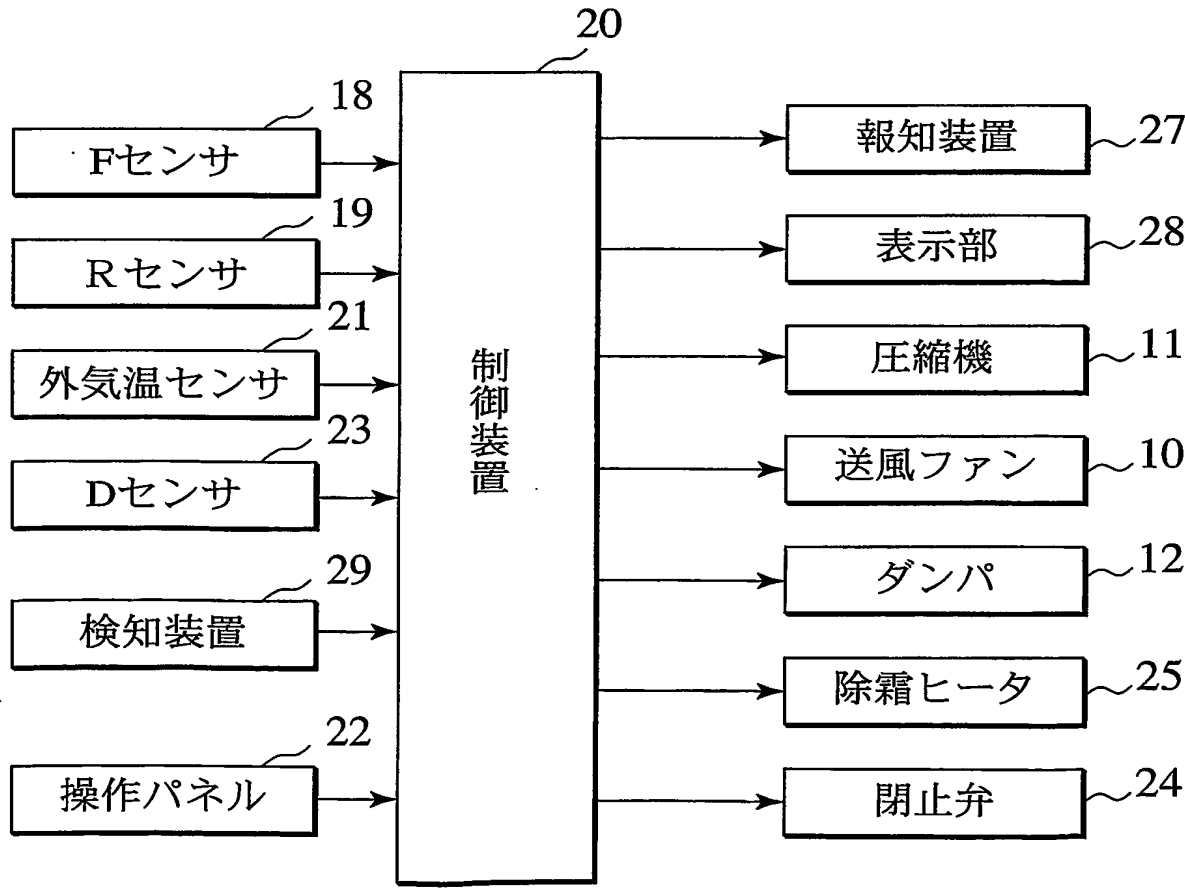 20
18
Fセンサ
19
Rセンサ
21
外気温センサ
23
Dセンサ
29
検知装置
22
操作パネル
制御装置
報知装置
27
表示部
28
圧縮機
11
送風ファン
10
ダンパ
12
除霜ヒータ
25
閉止弁
24